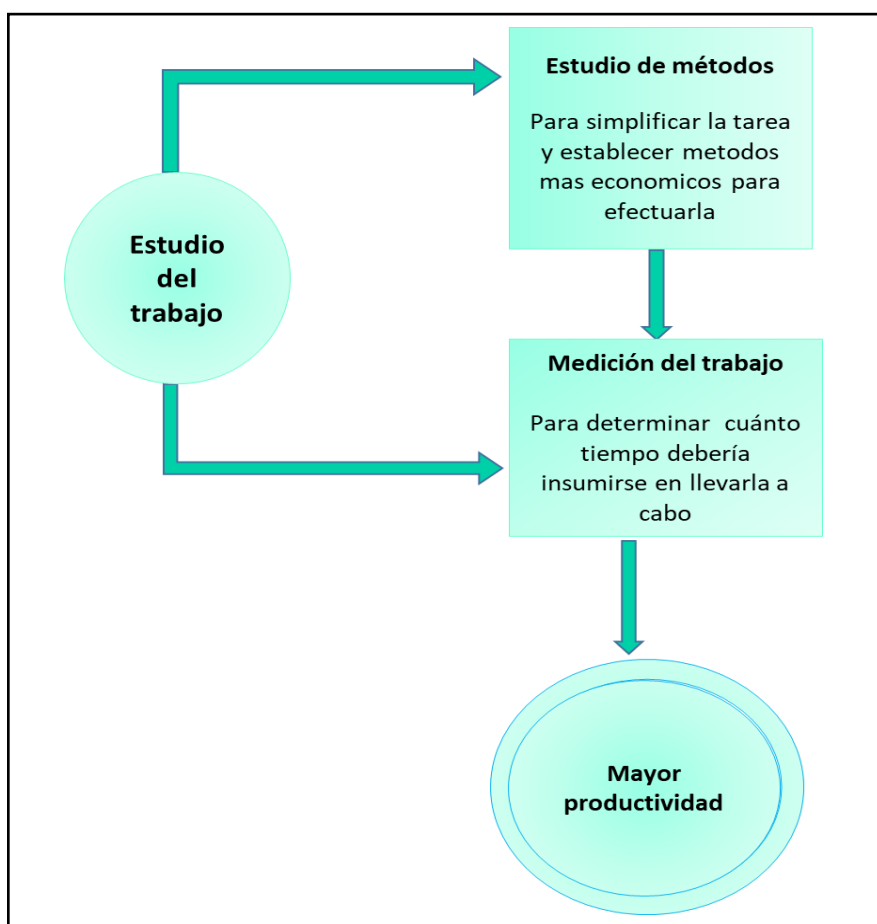 Estudio de métodos
Para simplificar la tarea
y establecer metodos
mas economicos para
efectuarla
Estudio
del
trabajo
Medición del trabajo
Para determinar cuánto
tiempo debería
insumirse en llevarla a
cabo
Mayor
productividad